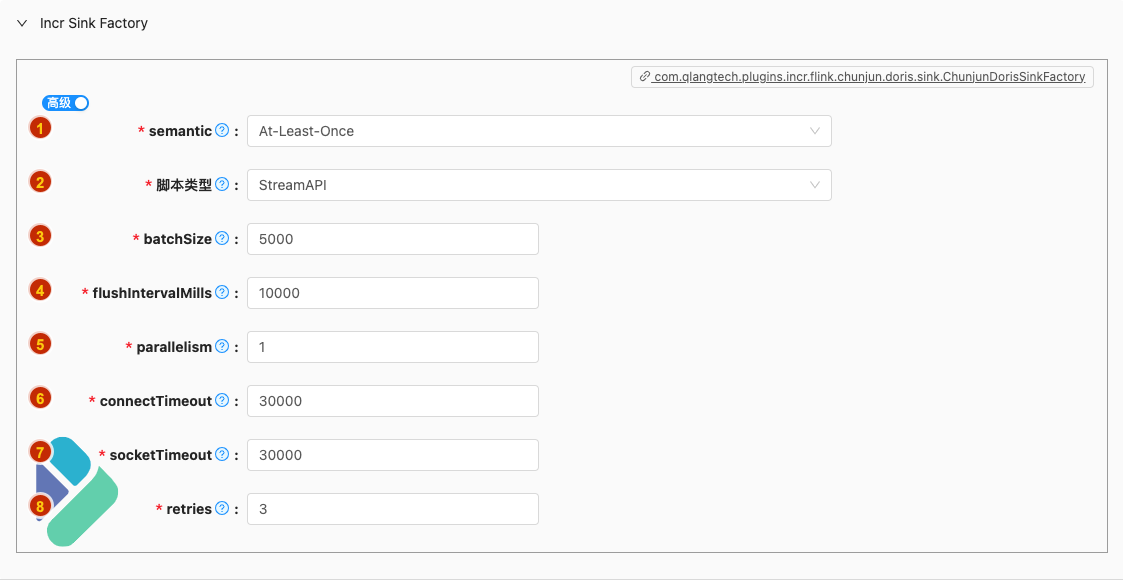 Incr Sink Factory
com.qlangtech.plugins.incr.flink.chunjun.doris.sink.ChunjunDorisSinkFactory
高级
1 * semantic ? : At-Least-Once
2 * 脚本类型 ? : StreamAPI
3 * batchSize ? : 5000
4 * flushIntervalMills ? : 10000
5 * parallelism ? : 1
6 * connectTimeout ? : 30000
7 * socketTimeout ? : 30000
8 * retries ? : 3